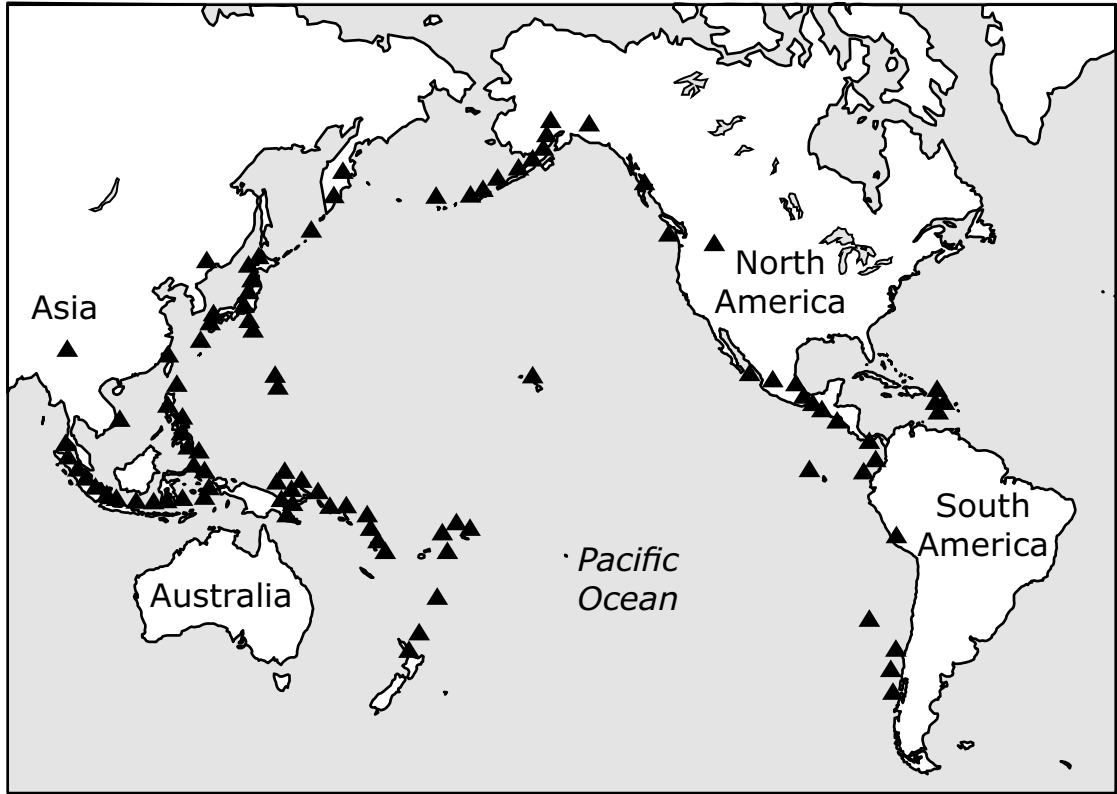 North
America
Asia
South
America
Pacific
Ocean
Australia